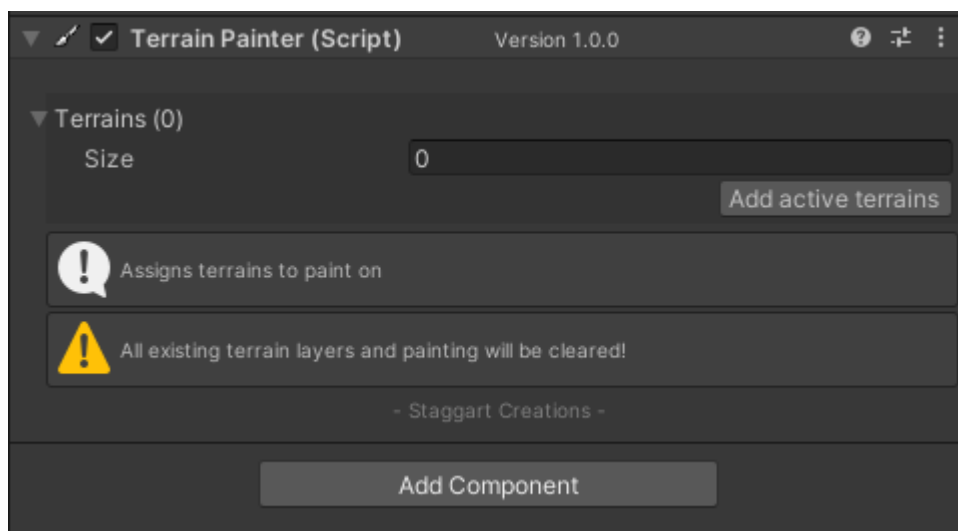 Terrain Painter (Script) Version 1.0.0
Terrains (0)
Size 0
Add active terrains
Assigns terrains to paint on
All existing terrain layers and painting will be cleared!
- Staggart Creations -
Add Component